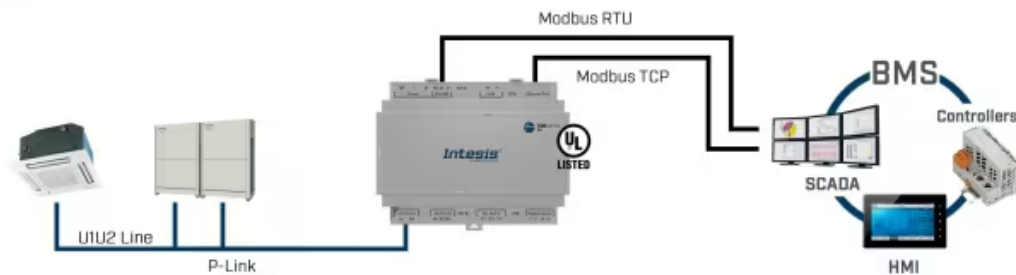 Modbus RTU
Modbus TCP
BMS
Controllers
Intesis
UL
LISTED
SCADA
U1U2 Line
P-Link
HMI